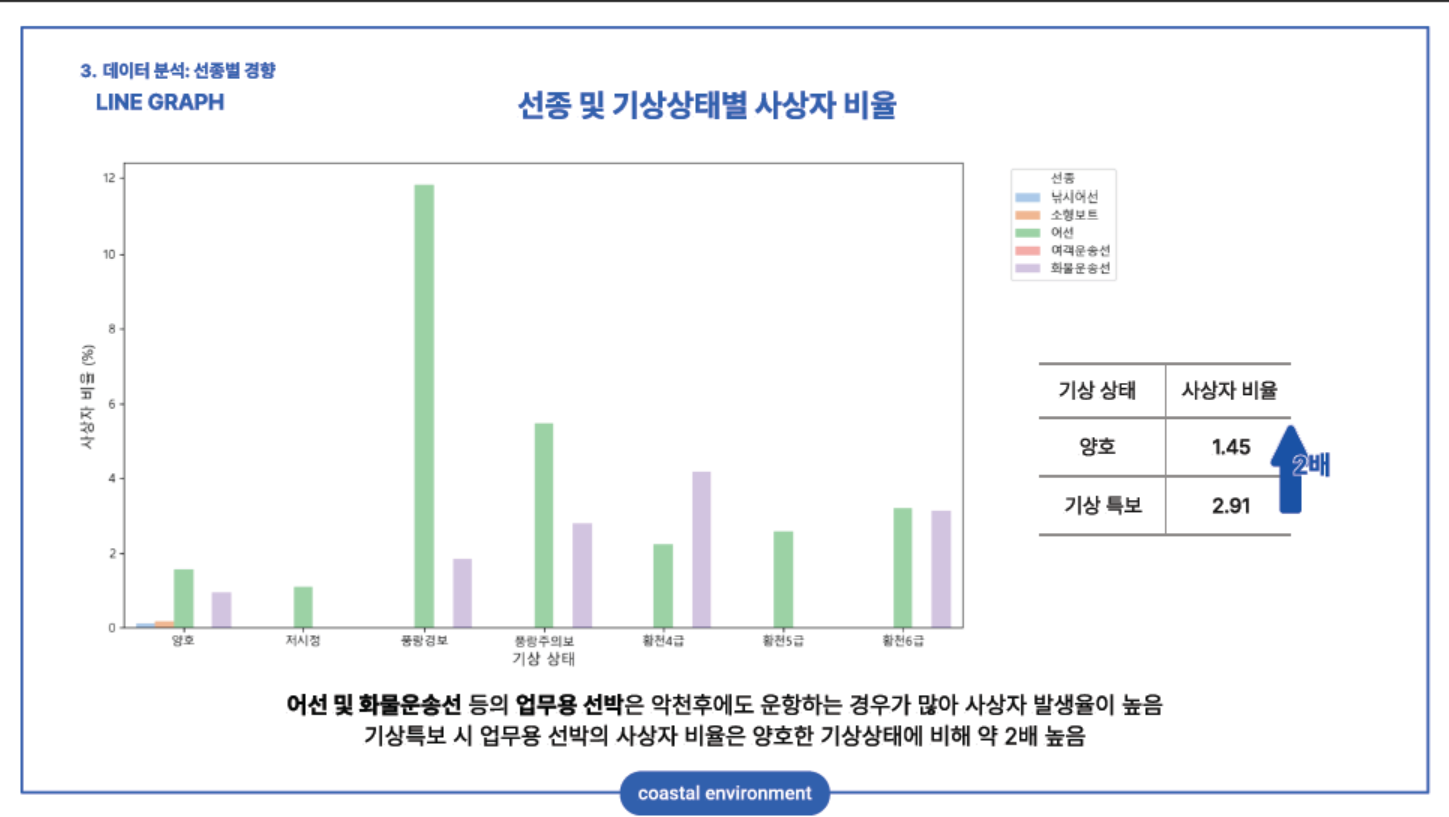 3. 데이터 분석: 선종별 경향
LINE GRAPH
선종 및 기상상태별 사상자 비율
12
10
8
6
4
2
0
사상자 비율 (%)
양호
저시정
풍랑경보
풍랑주의보
황천4급
황천5급
황천6급
기상 상태
선종
낚시어선
소형보트
어선
여객운송선
화물운송선
기상 상태 사상자 비율
양호 1.45
2배
기상 특보 2.91
어선 및 화물운송선 등의 업무용 선박은 악천후에도 운항하는 경우가 많아 사상자 발생율이 높음
기상특보 시 업무용 선박의 사상자 비율은 양호한 기상상태에 비해 약 2배 높음
coastal environment